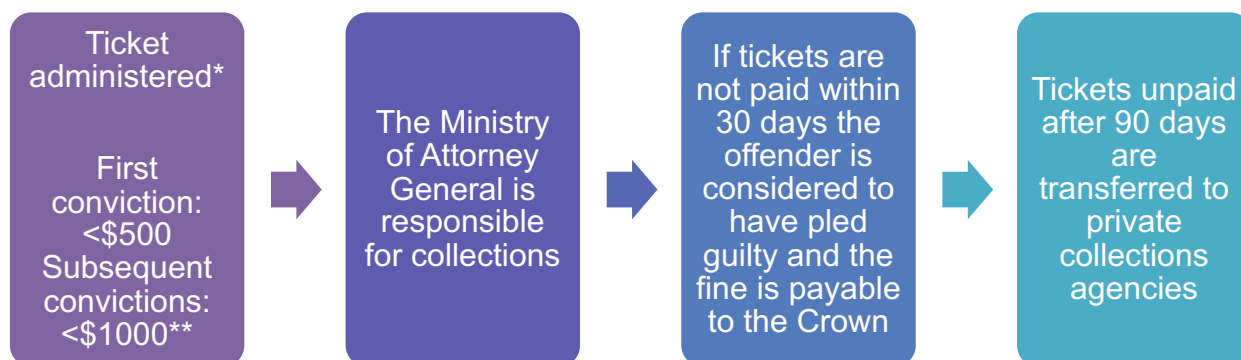 Ticket
administered*
First
conviction:
<$500
Subsequent
convictions:
<$1000**
The Ministry
of Attorney
General is
responsible
for collections
If tickets are
not paid within
30 days the
offender is
considered to
have pled
guilty and the
fine is payable
to the Crown
Tickets unpaid
after 90 days
are
transferred to
private
collections
agencies